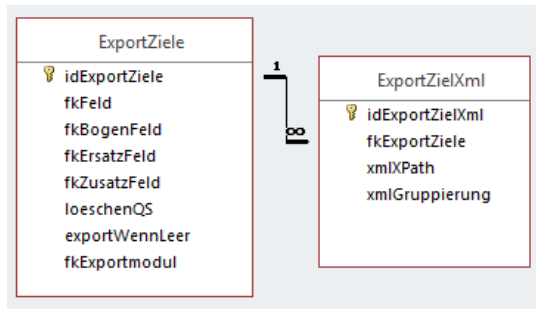 ExportZiele
idExportZiele
fkFeld
fkBogenFeld
fkErsatzFeld
fkZusatzFeld
loeschenQS
exportWennLeer
fkExportmodul
1
∞
ExportZielXml
idExportZielXml
fkExportZiele
xmlXPath
xmlGruppierung